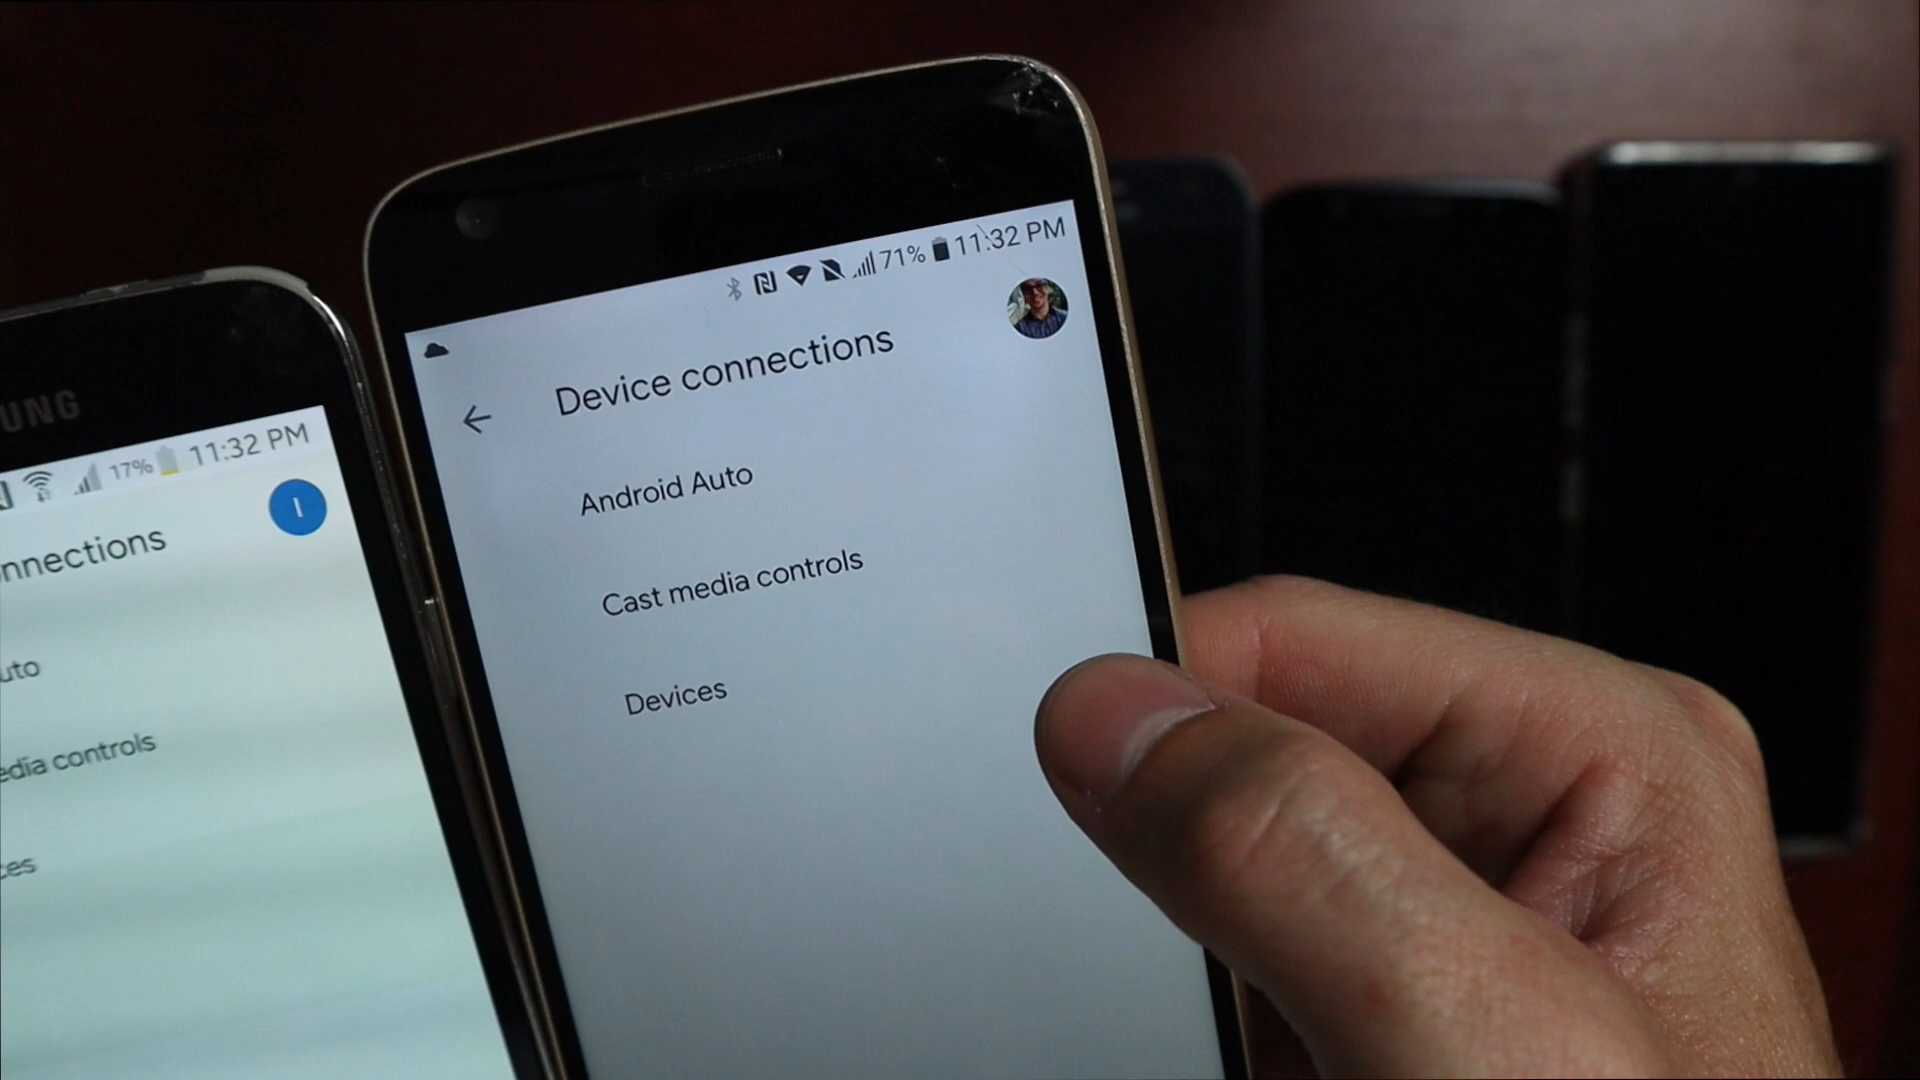 UNG
17% 11:32 PM
I
nnections
uto
edia controls
ces
71% 11:32 PM
Device connections
Android Auto
Cast media controls
Devices